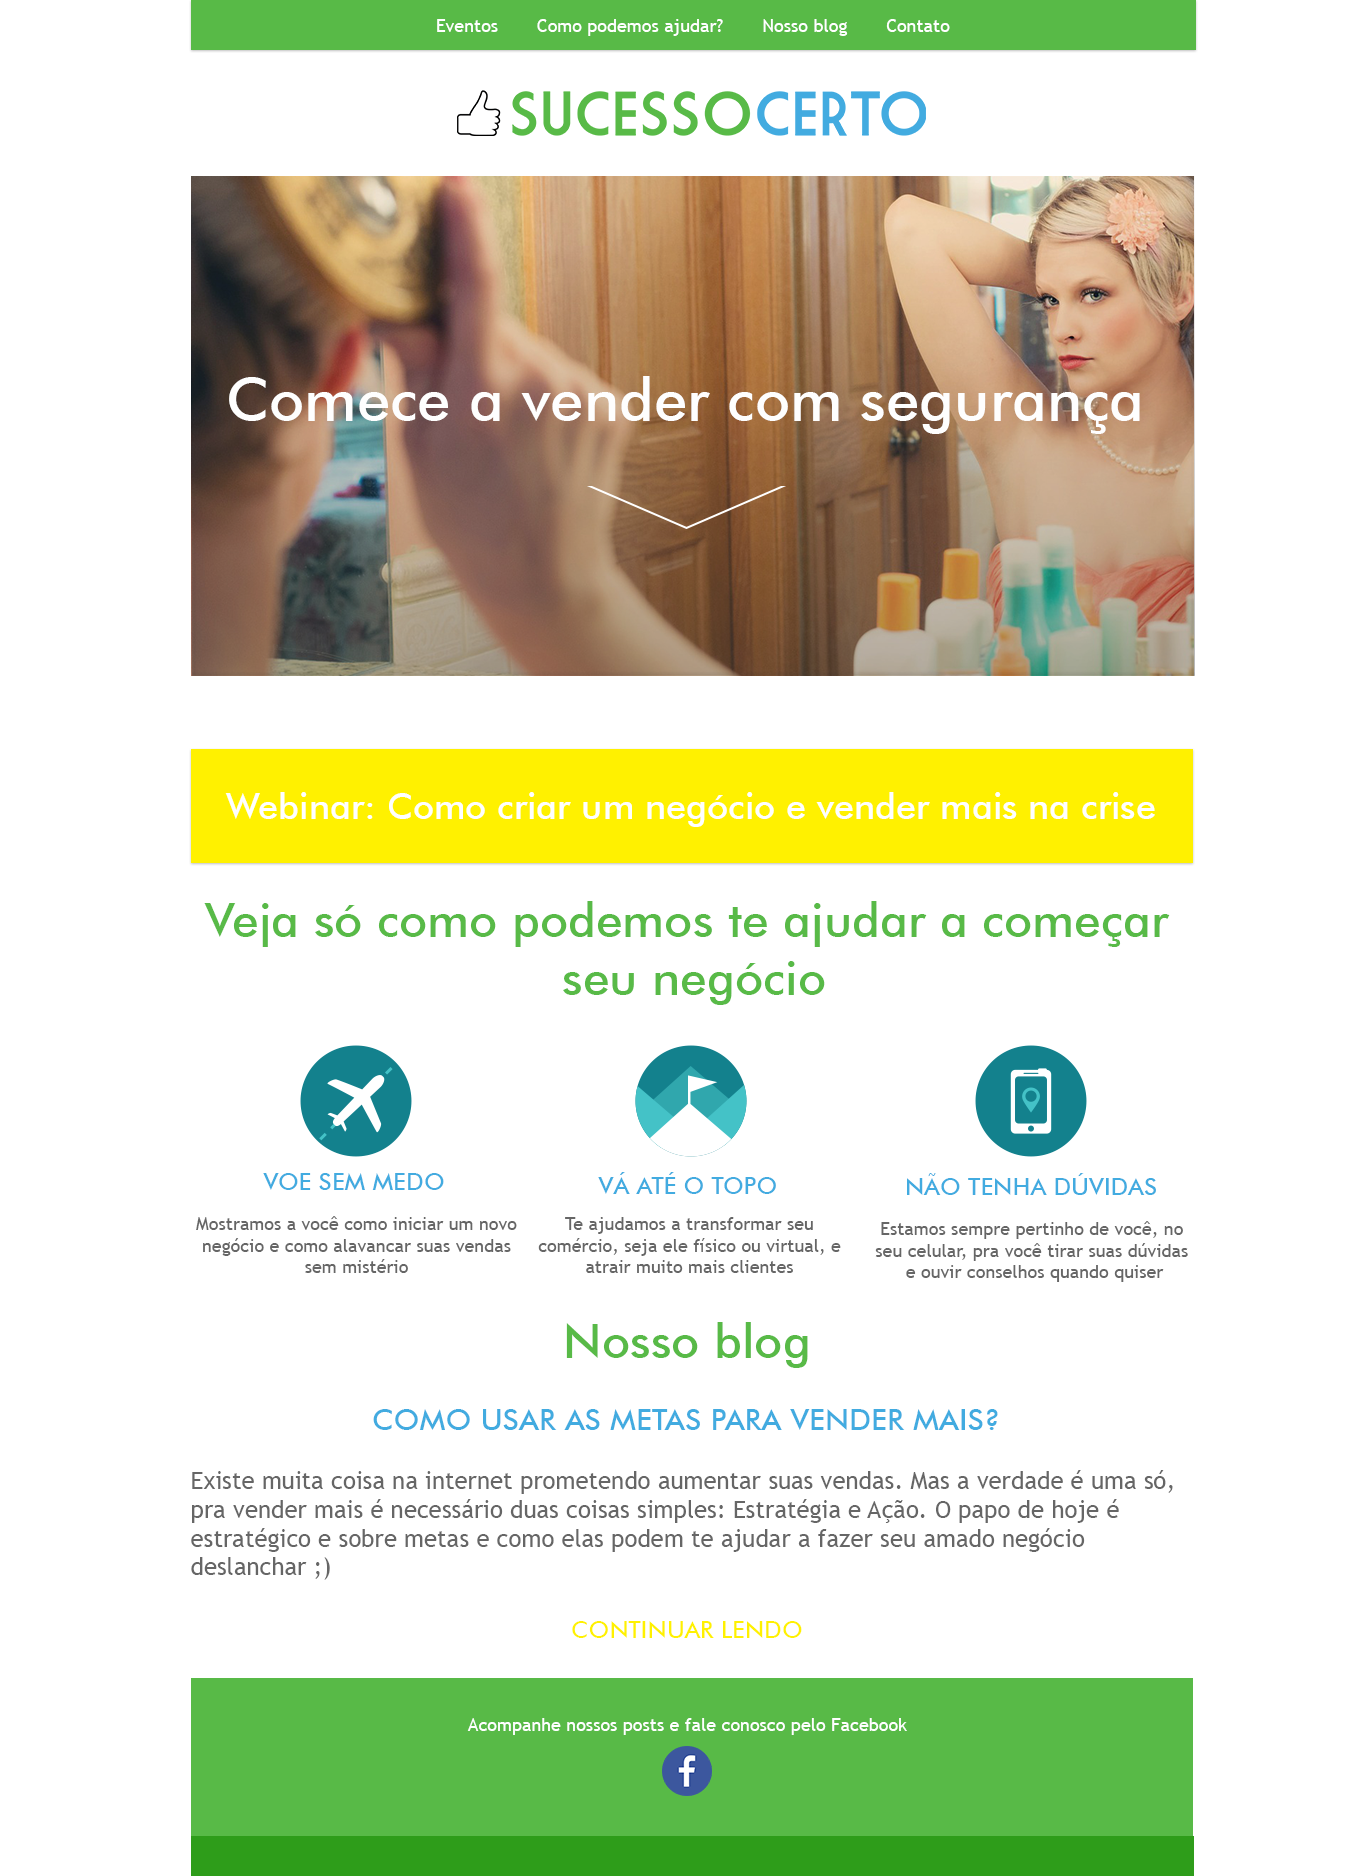 Eventos Como podemos ajudar? Nosso blog Contato
SUCESSOCERTO
Comece a vender com segurança
Webinar: Como criar um negócio e vender mais na crise
Veja só como podemos te ajudar a começar
seu negócio
VOE SEM MEDO
Mostramos a você como iniciar um novo
negócio e como alavancar suas vendas
sem mistério
VÁ ATÉ O TOPO
Te ajudamos a transformar seu
comércio, seja ele físico ou virtual, e
atrair muito mais clientes
NÃO TENHA DÚVIDAS
Estamos sempre pertinho de você, no
seu celular, pra você tirar suas dúvidas
e ouvir conselhos quando quiser
Nosso blog
COMO USAR AS METAS PARA VENDER MAIS?
Existe muita coisa na internet prometendo aumentar suas vendas. Mas a verdade é uma só,
pra vender mais é necessário duas coisas simples: Estratégia e Ação. O papo de hoje é
estratégico e sobre metas e como elas podem te ajudar a fazer seu amado negócio
deslanchar ;)
CONTINUAR LENDO
Acompanhe nossos posts e fale conosco pelo Facebook
f